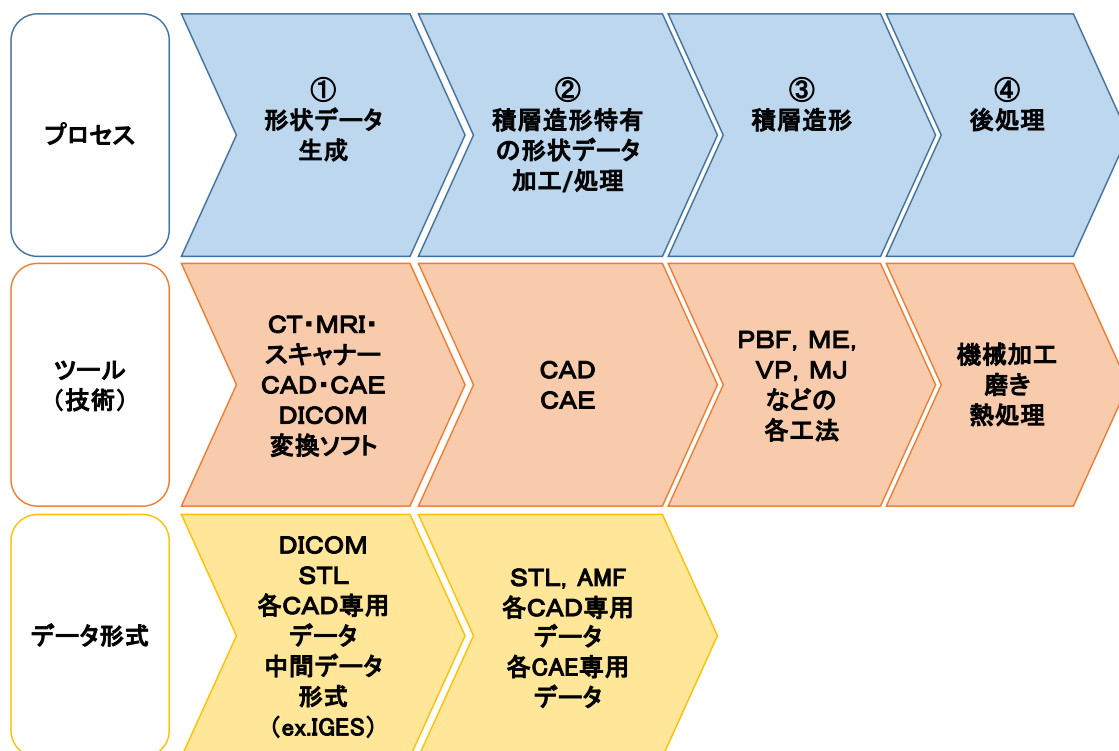 プロセス
①
形状データ
生成
②
積層造形特有
の形状データ
加工/処理
③
積層造形
④
後処理
ツール
（技術）
CT・MRI・
スキャナー
CAD・CAE
DICOM
変換ソフト
CAD
CAE
PBF, ME,
VP, MJ
などの
各工法
機械加工
磨き
熱処理
データ形式
DICOM
STL
各CAD専用
データ
中間データ
形式
（ex.IGES）
STL, AMF
各CAD専用
データ
各CAE専用
データ